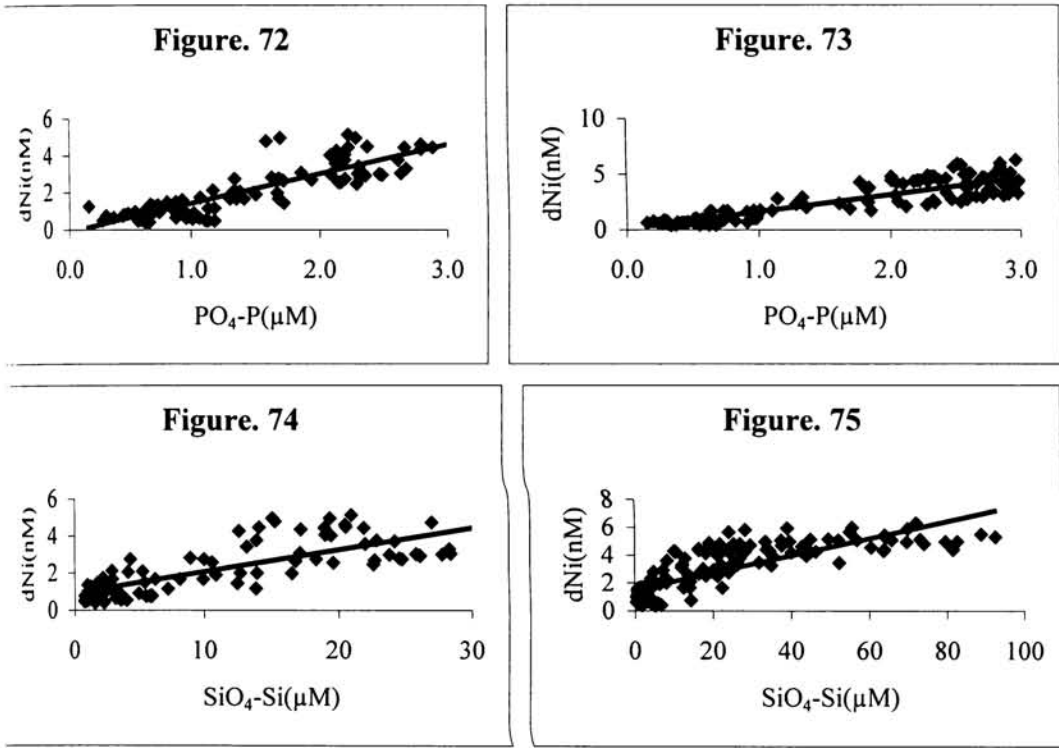 Figure. 72
dNi(nM)
6
4
2
0
0.0 1.0 2.0 3.0
PO₄-P(µM)
Figure. 73
dNi(nM)
10
5
0
0.0 1.0 2.0 3.0
PO₄-P(µM)
Figure. 74
dNi(nM)
6
4
2
0
0 10 20 30
SiO₄-Si(µM)
Figure. 75
dNi(nM)
8
6
4
2
0
0 20 40 60 80 100
SiO₄-Si(µM)